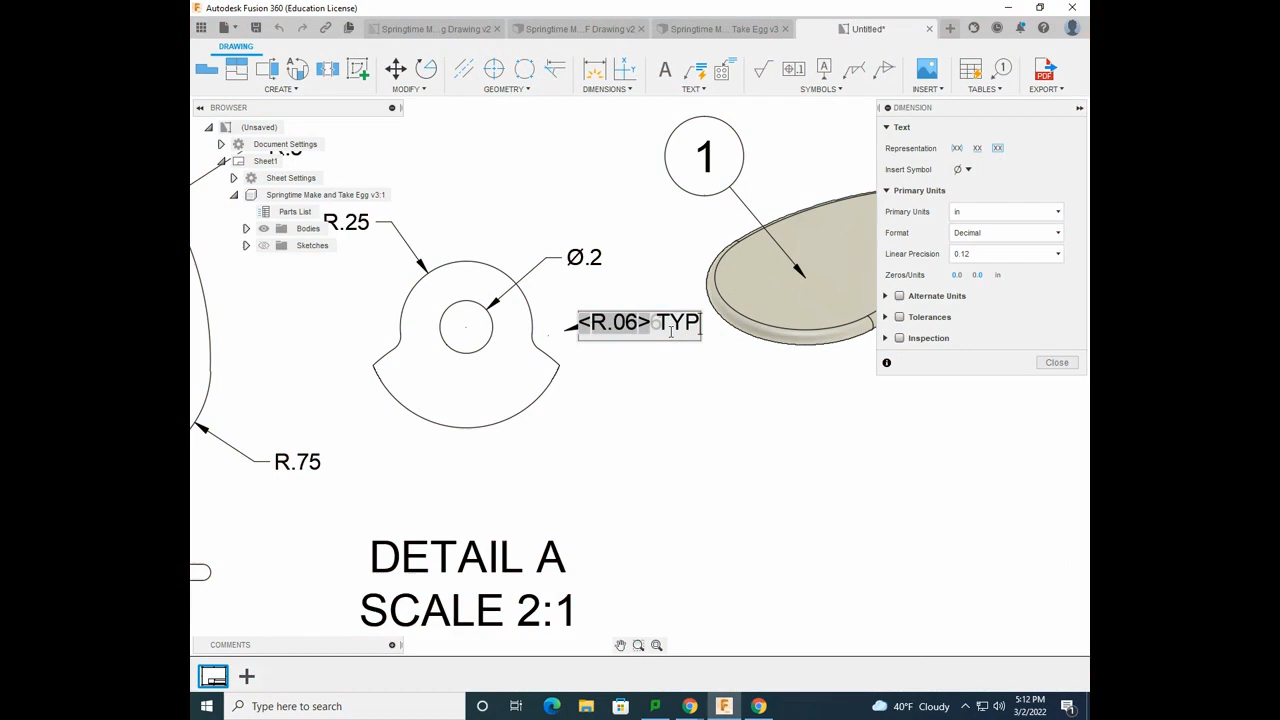 Autodesk Fusion 360 (Education License)
Springtime M...g Drawing v2
Springtime M...F Drawing v2
Springtime M... Take Egg v3
Untitled*
DRAWING
CREATE
MODIFY
GEOMETRY
DIMENSIONS
TEXT
SYMBOLS
INSERT
TABLES
EXPORT
PDF
BROWSER
(Unsaved)
Document Settings
Sheet1
Sheet Settings
Springtime Make and Take Egg v3:1
Parts List
Bodies
Sketches
R.25
Ø.2
<R.06> TYP
1
R.75
DETAIL A
SCALE 2:1
DIMENSION
Text
Representation
Insert Symbol
Primary Units
Primary Units in
Format Decimal
Linear Precision 0.12
Zeros/Units 0.0 0.0 in
Alternate Units
Tolerances
Inspection
Close
COMMENTS
Type here to search
40°F Cloudy
5:12 PM
3/2/2022